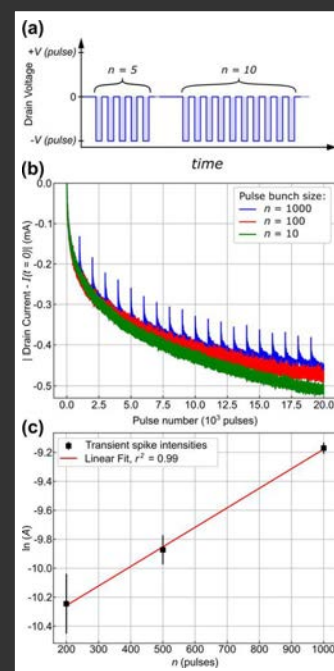 (a)
Drain Voltage
+V (pulse)
0
-V (pulse)
n = 5
n = 10
time
(b)
| Drain Current - I(t = 0)| (mA)
0.0
-0.1
-0.2
-0.3
-0.4
-0.5
Pulse bunch size:
n = 1000
n = 100
n = 10
0.0 2.5 5.0 7.5 10.0 12.5 15.0 17.5 20.0
Pulse number (10³ pulses)
(c)
ln (A)
-9.2
-9.4
-9.6
-9.8
-10.0
-10.2
-10.4
Transient spike intensities
Linear Fit, r² = 0.99
200 300 400 500 600 700 800 900 1000
n (pulses)